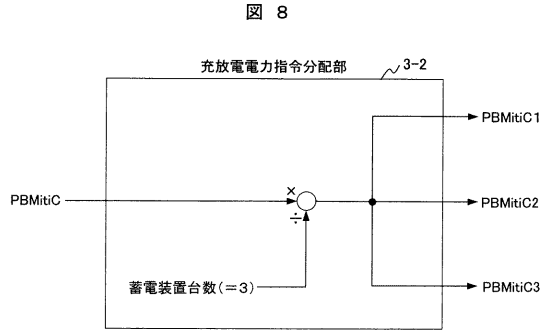 図 8
充放電電力指令分配部
3-2
PBMitiC1
PBMitiC
×
÷
PBMitiC2
蓄電装置台数(=3)
PBMitiC3